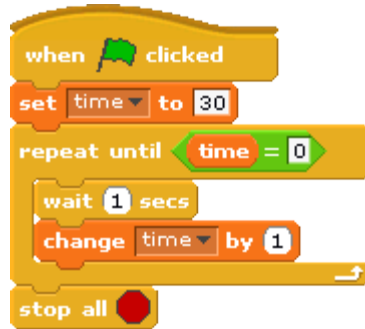 when clicked
set time to 30
repeat until time = 0
wait 1 secs
change time by 1
stop all